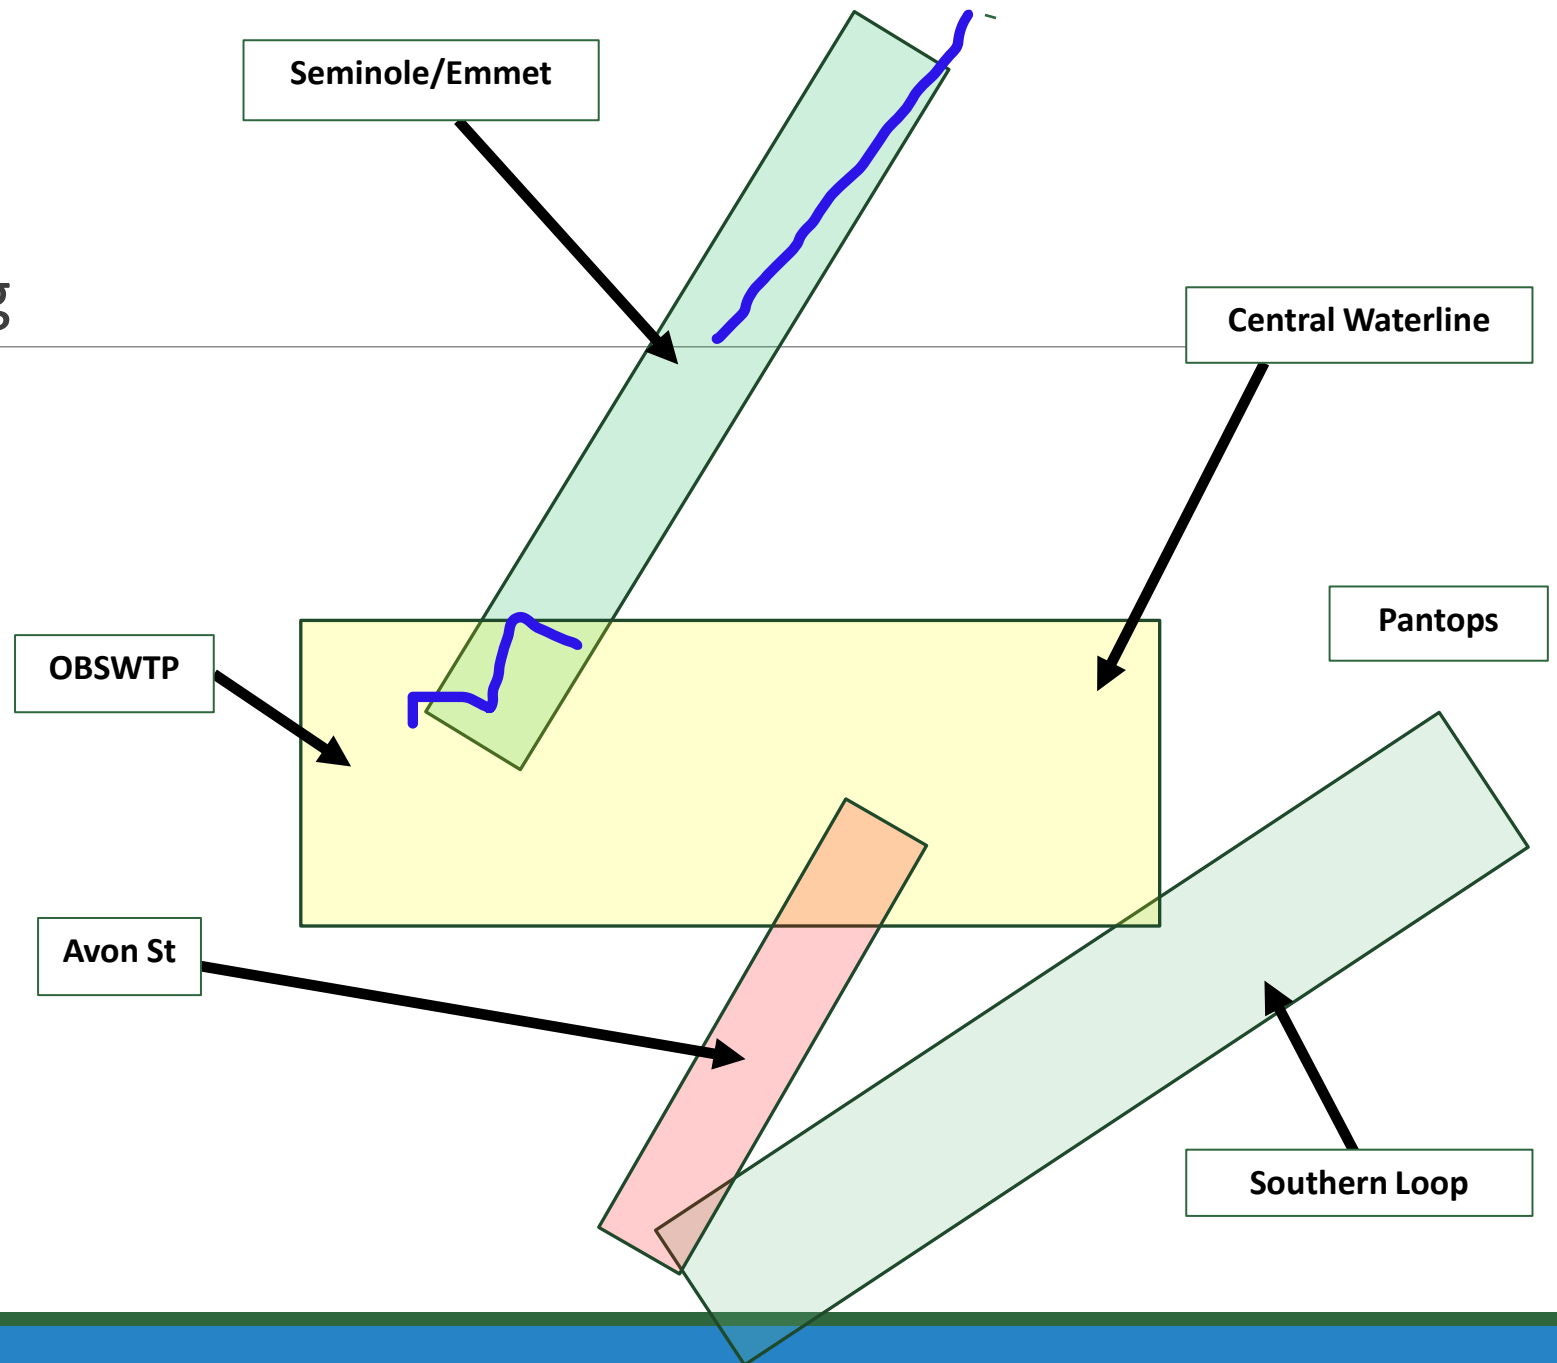 Seminole/Emmet
g
Central Waterline
Pantops
OBSWTP
Avon St
Southern Loop